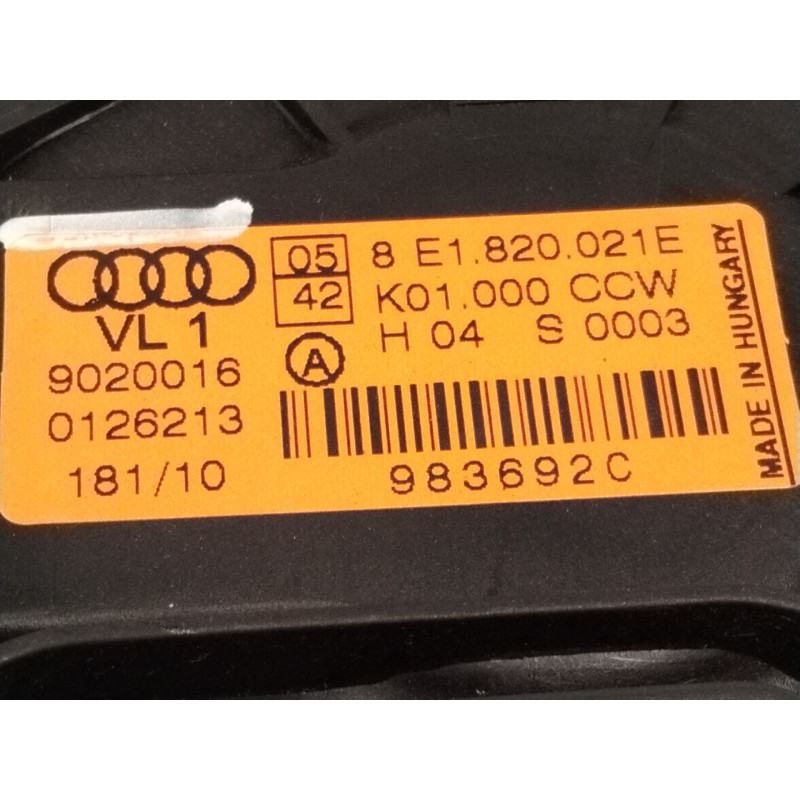 VL 1
9020016
0126213
181/10
05
42
A
8 E1.820.021E
K01.000 CCW
H 04 S 0003
983692C
MADE IN HUNGARY